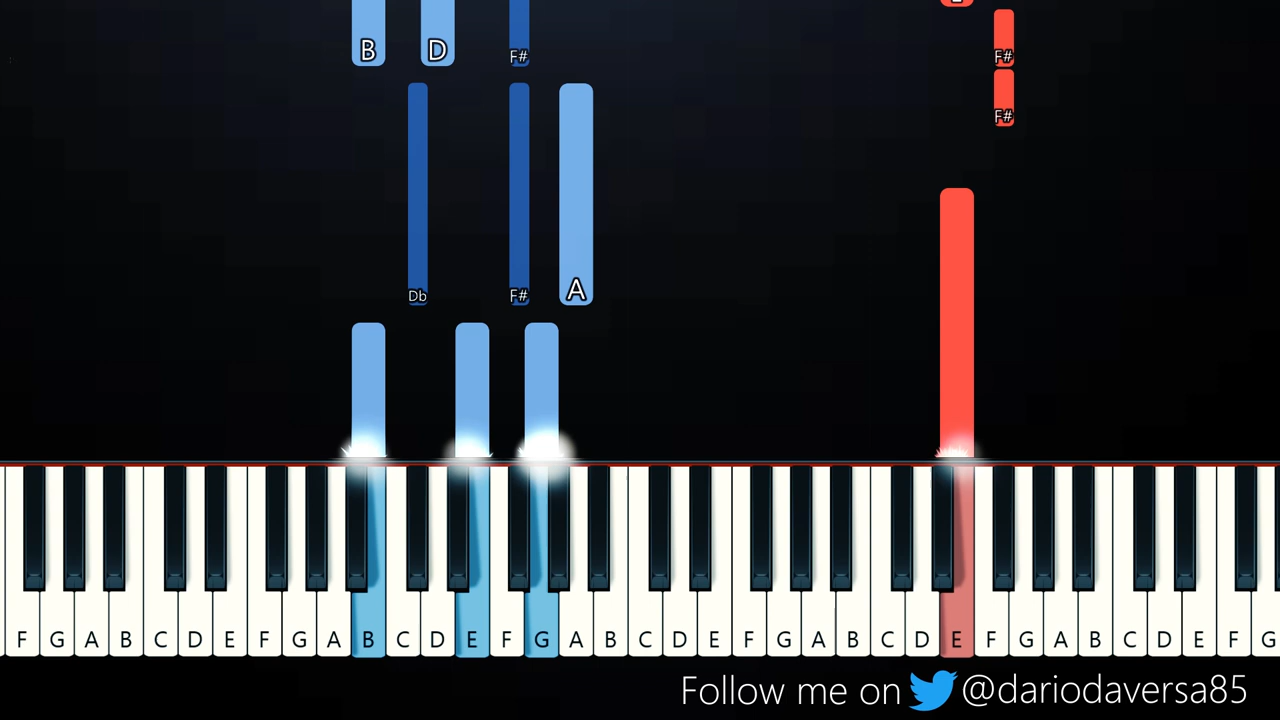 B D F# F#
F#
Db F# A
F G A B C D E F G A B C D E F G A B C D E F G A B C D E F G A B C D E F G
Follow me on @dariodaversa85